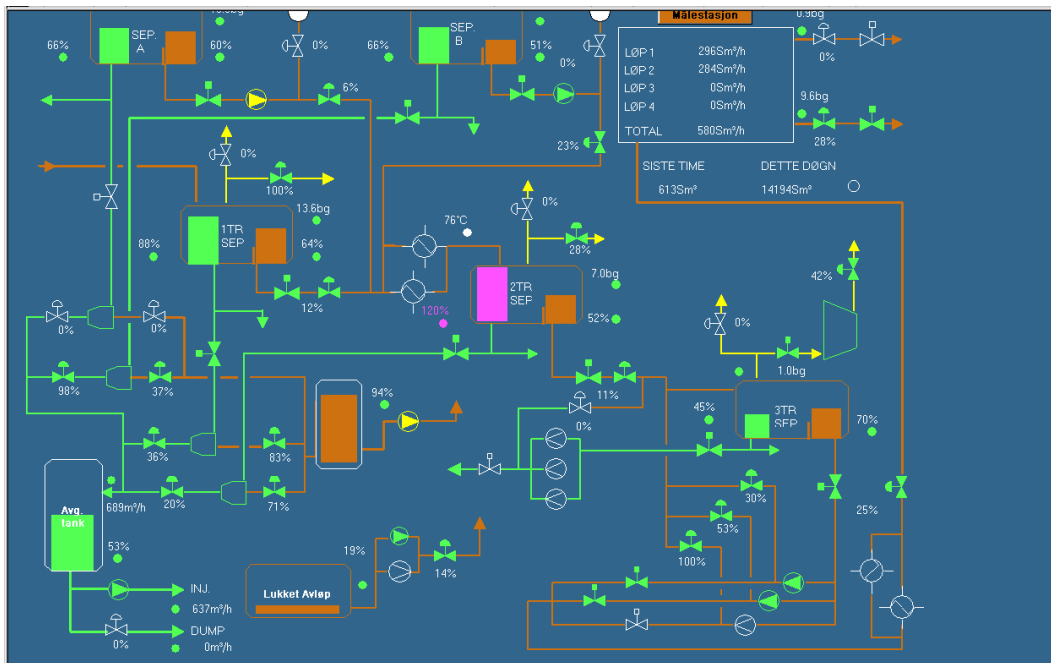 Målestasjon
0.9bg
SEP.
A
SEP.
B
66%
60%
0%
66%
51%
0%
0%
LØP 1 296Sm³/h
LØP 2 284Sm³/h
LØP 3 0Sm³/h
LØP 4 0Sm³/h
TOTAL 580Sm³/h
6%
9.6bg
28%
23%
0%
100%
SISTE TIME DETTE DØGN
613Sm³ 14194Sm³
13.6bg
76°C
0%
1TR
SEP
88%
64%
28%
7.0bg
42%
2TR
SEP
12%
120%
52%
0%
0%
0%
1.0bg
98%
37%
11%
94%
45%
3TR
SEP
70%
0%
36%
83%
30%
689m³/h
20%
71%
25%
Avg.
tank
53%
53%
19%
14%
100%
INJ.
637m³/h
Lukket Avløp
DUMP
0%
0m³/h